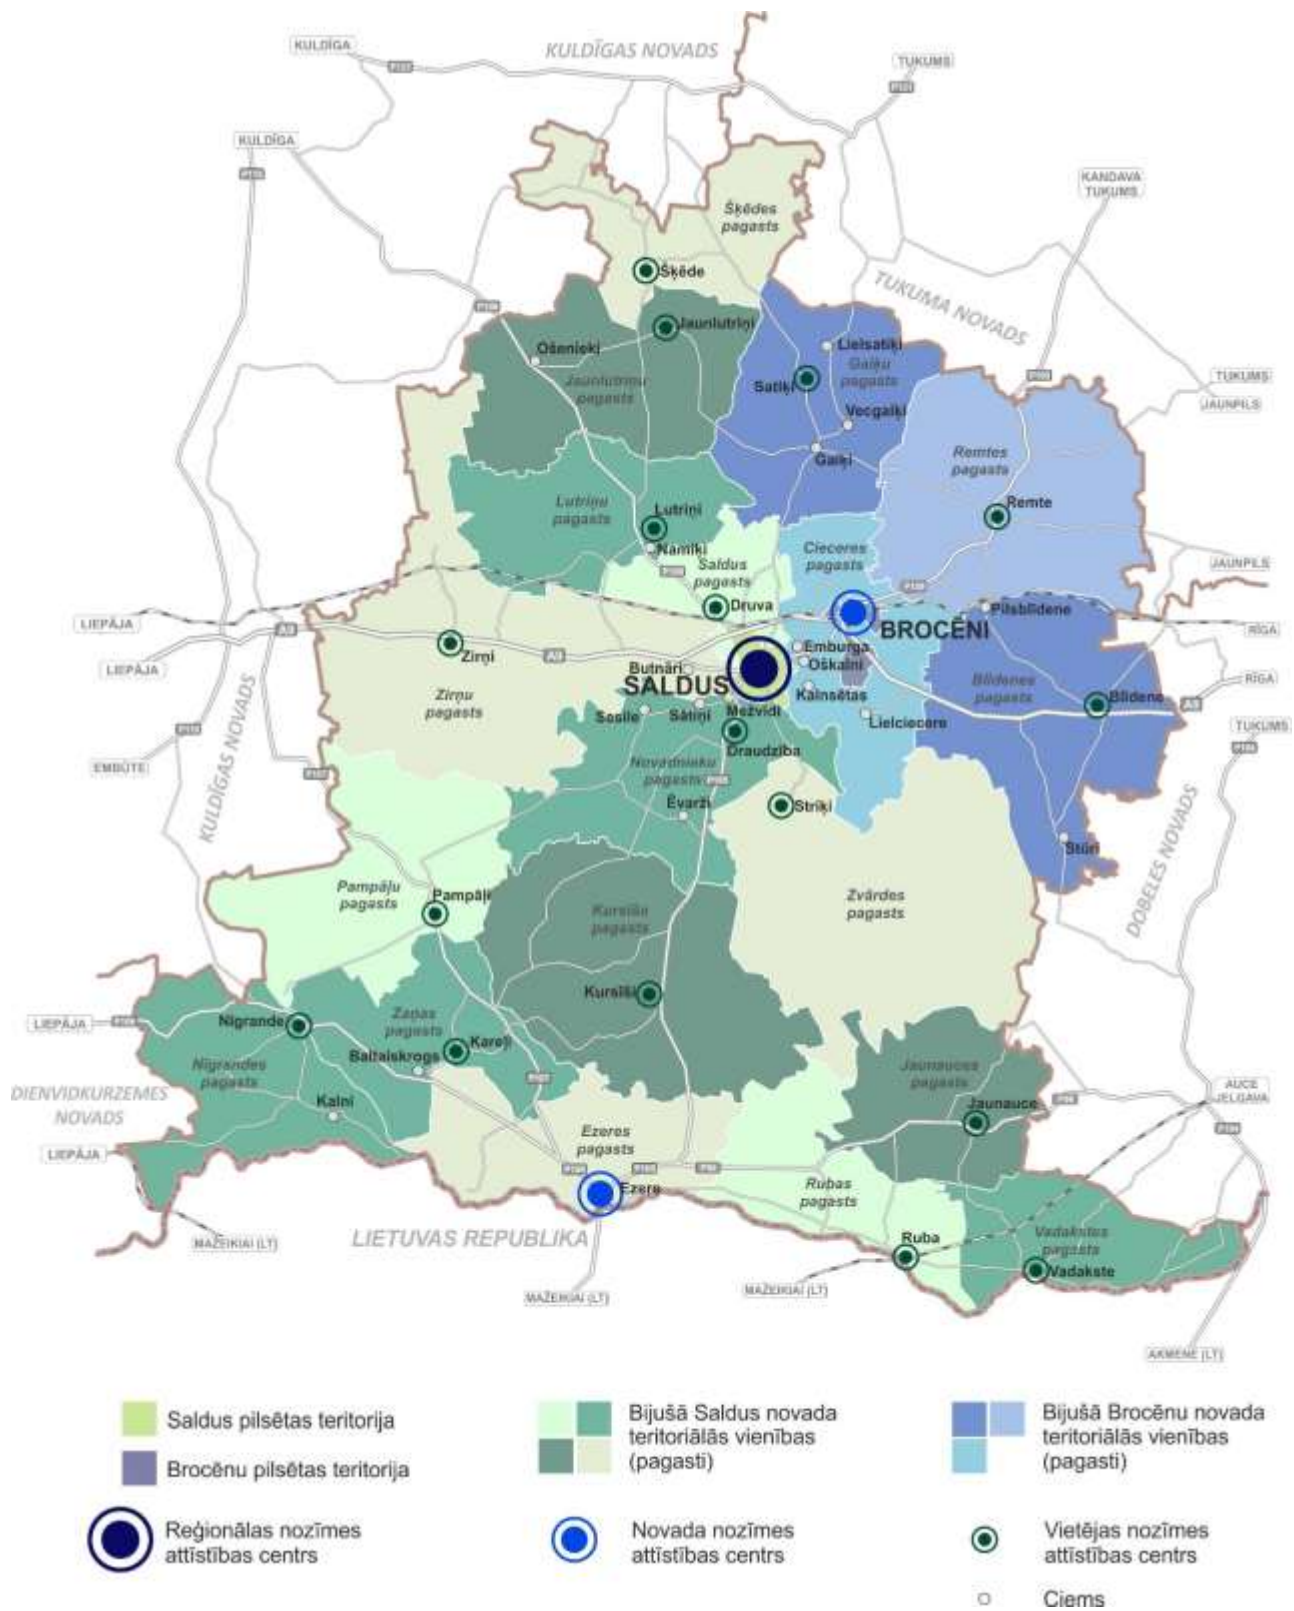 KULDĪGA
KULDĪGAS NOVADS
TUKUMS
KULDĪGA
KANDAVA
TUKUMS
Šķēdes
pagasts
Šķēde
TUKUMA NOVADS
Jaunlutriņi
Ošenieki
Lielsatiķi
Gaiķu
pagasts
Jaunlutriņu
pagasts
Satiķi
TUKUMS
JAUNPILS
Vecgaiķi
Gaiķi
Remtes
pagasts
Lutriņu
pagasts
Lutriņi
Remte
Namiķi
Cieceres
pagasts
Saldus
pagasts
JAUNPILS
Druva
Pilsblīdene
LIEPĀJA
BROCĒNI
RĪGA
A9
LIEPĀJA
Zirņi
A9
Emburga
Butnāri
Oškalni
SALDUS
Kalnsētas
Blīdenes
pagasts
RĪGA
Zirņu
pagasts
Sesile
Sātiņi
Mežvidi
Lielciecere
Blīdene
A9
TUKUMS
Draudzība
EMBŪTE
KULDĪGAS NOVADS
Novadnieku
pagasts
Ēvarži
Striķi
Stūri
DOBELES NOVADS
Pampāļu
pagasts
Pampāļi
Zvārdes
pagasts
Kursīšu
pagasts
Kursīši
LIEPĀJA
Nīgrande
Zaņas
pagasts
Kareļi
Baltaiskrogs
Nīgrandes
pagasts
Jaunauces
pagasts
DIENVIDKURZEMES
NOVADS
Kalni
Jaunauce
AUCE
JELGAVA
LIEPĀJA
Ezeres
pagasts
Ezere
Rubas
pagasts
MAŽEIKIAI (LT)
LIETUVAS REPUBLIKA
Ruba
Vadakstes
pagasts
Vadakste
MAŽEIKIAI (LT)
MAŽEIKIAI (LT)
AKMENE (LT)
Saldus pilsētas teritorija
Brocēnu pilsētas teritorija
Bijušā Saldus novada
teritoriālās vienības
(pagasti)
Bijušā Brocēnu novada
teritoriālās vienības
(pagasti)
Reģionālas nozīmes
attīstības centrs
Novada nozīmes
attīstības centrs
Vietējas nozīmes
attīstības centrs
Ciems